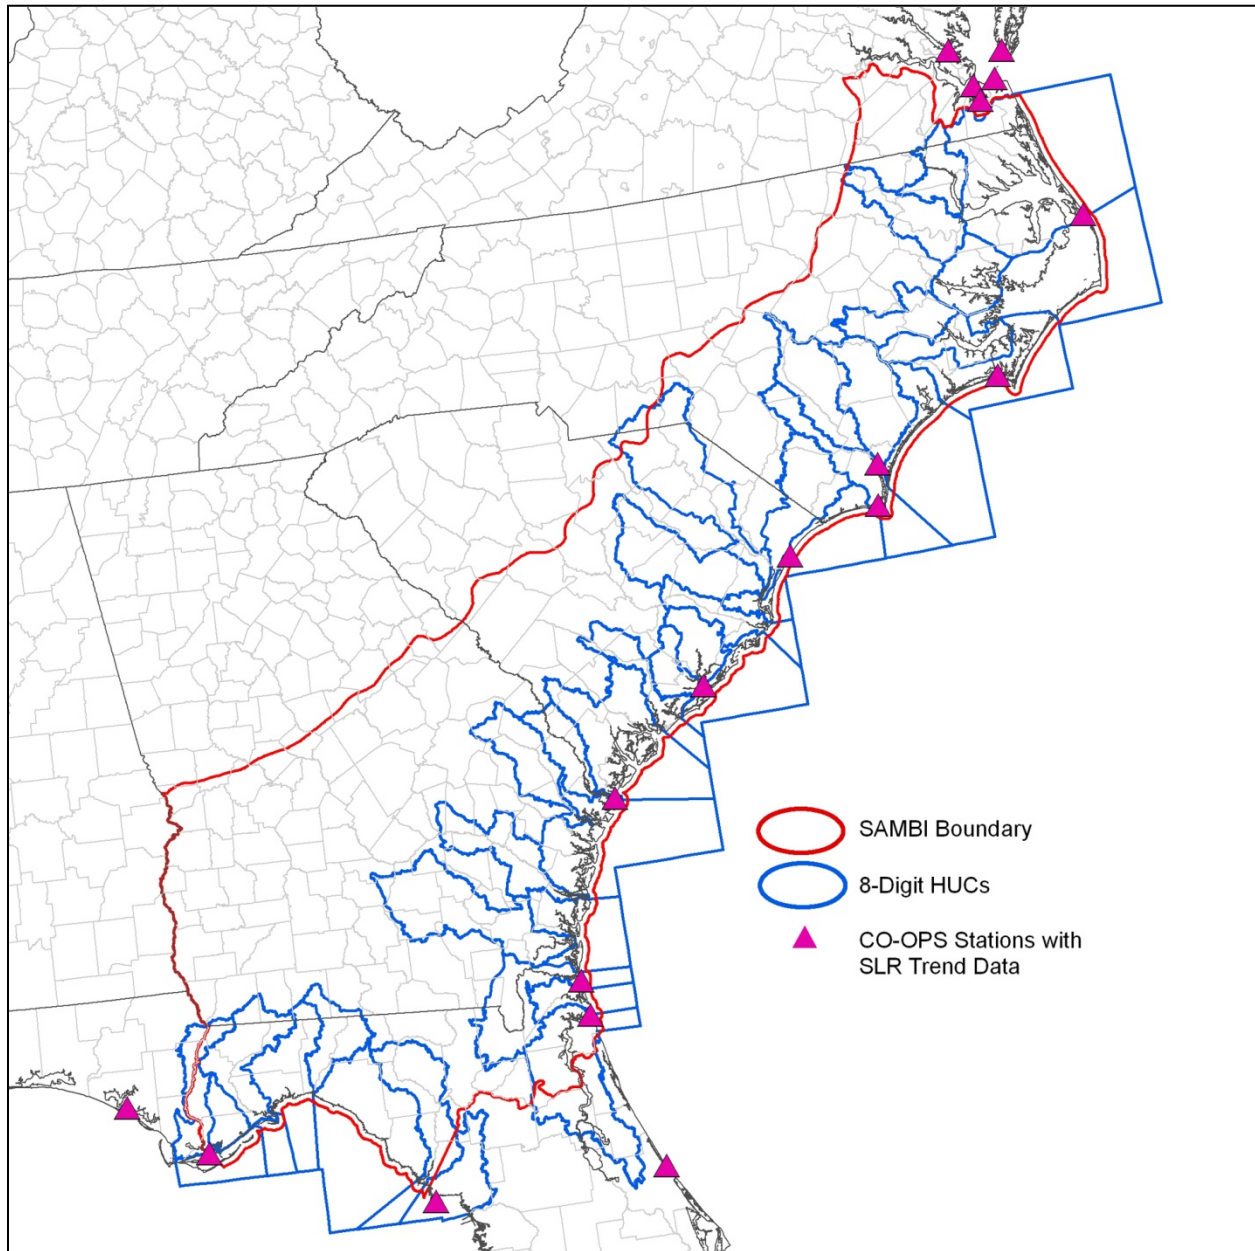 SAMBI Boundary
8-Digit HUCs
CO-OPS Stations with
SLR Trend Data